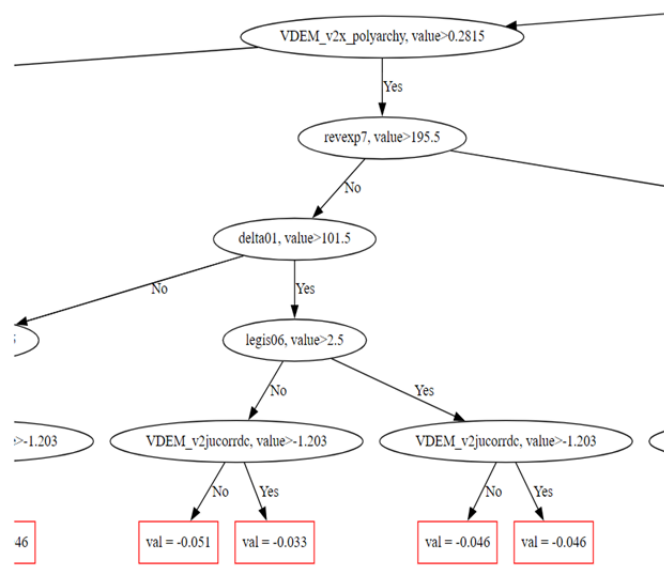 VDEM_v2x_polyarchy, value>0.2815
Yes
revexp7, value>195.5
No
delta01, value>101.5
No
Yes
legis06, value>2.5
No
Yes
>-1.203
VDEM_v2jucorrdc, value>-1.203
VDEM_v2jucorrdc, value>-1.203
No
Yes
No
Yes
46
val = -0.051
val = -0.033
val = -0.046
val = -0.046